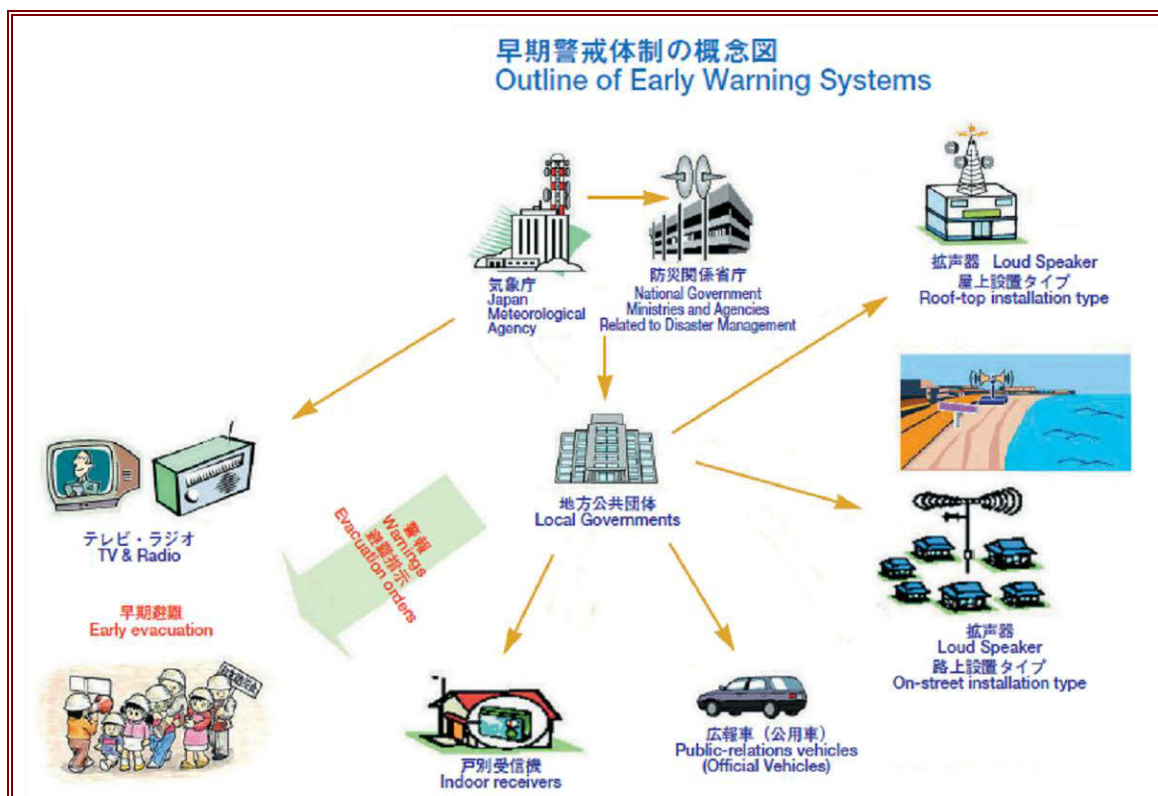 早期警戒体制の概念図
Outline of Early Warning Systems
気象庁
Japan
Meteorological
Agency
防災関係省庁
National Government
Ministries and Agencies
Related to Disaster Management
拡声器 Loud Speaker
屋上設置タイプ
Roof-top installation type
テレビ・ラジオ
TV & Radio
地方公共団体
Local Governments
警報
Warnings
避難指示
Evacuation orders
拡声器
Loud Speaker
路上設置タイプ
On-street installation type
早期避難
Early evacuation
戸別受信機
Indoor receivers
広報車（公用車）
Public-relations vehicles
(Official Vehicles)